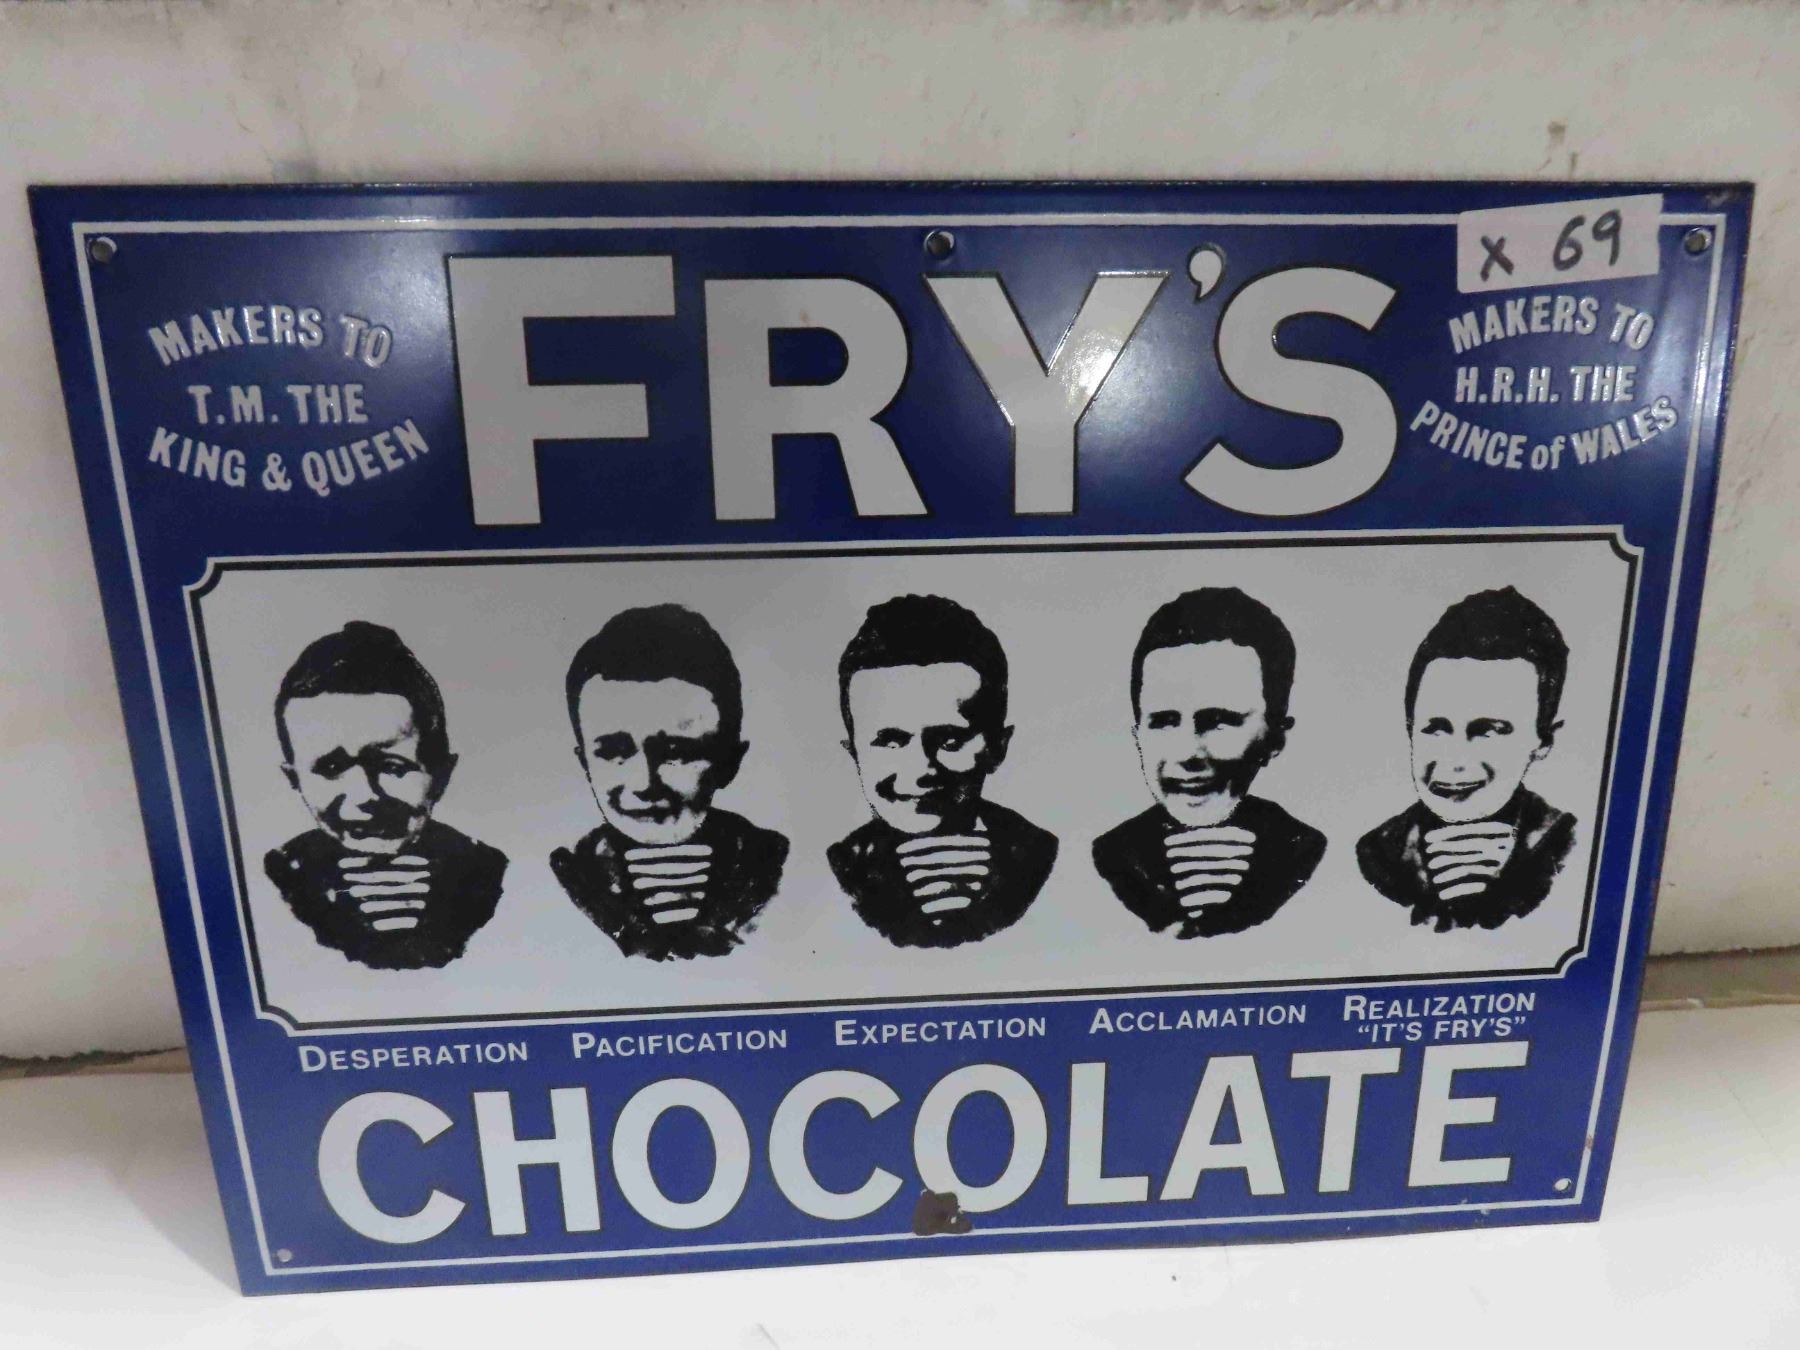 x 69
MAKERS TO
T.M. THE
KING & QUEEN
FRY'S
MAKERS TO
H.R.H. THE
PRINCE of WALES
DESPERATION PACIFICATION EXPECTATION ACCLAMATION REALIZATION
"IT'S FRY'S"
CHOCOLATE